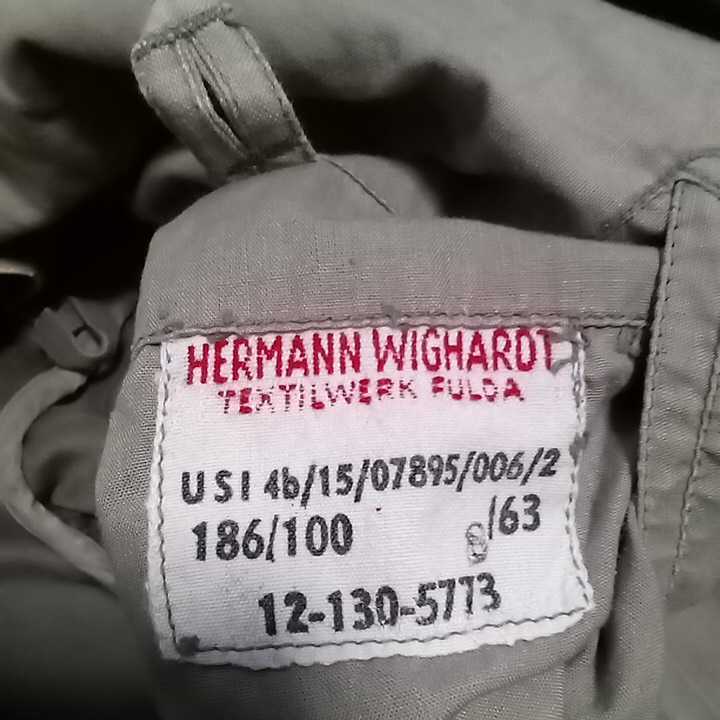 HERMANN WIGHARDT
TEXTILWERK FULDA
USI 4b/15/07895/006/2
186/100 8/63
12-130-5773